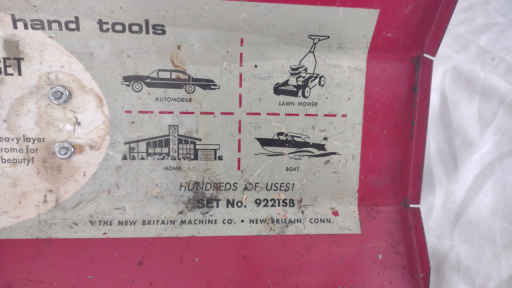 hand tools
SET
AUTOMOBILE
LAWN MOWER
eavy layer
rome for
beauty!
HOME
BOAT
HUNDREDS OF USES!
SET No. 9221SB
THE NEW BRITAIN MACHINE CO. • NEW BRITAIN, CONN.